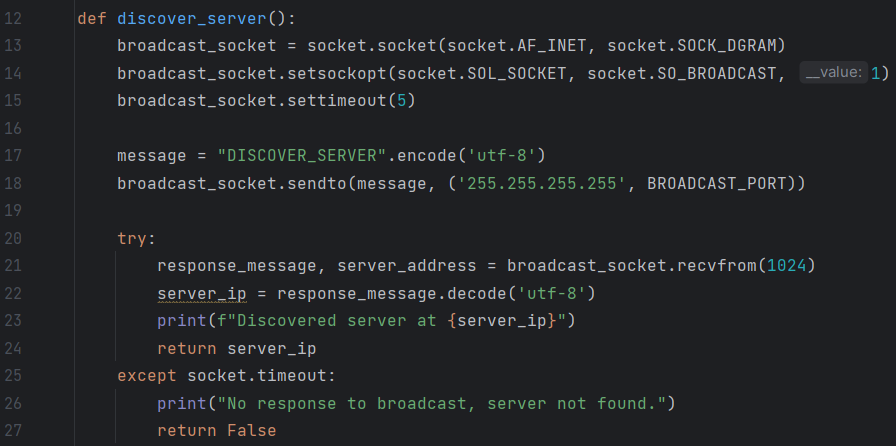 12 def discover_server():
13     broadcast_socket = socket.socket(socket.AF_INET, socket.SOCK_DGRAM)
14     broadcast_socket.setsockopt(socket.SOL_SOCKET, socket.SO_BROADCAST, __value: 1)
15     broadcast_socket.settimeout(5)
16
17     message = "DISCOVER_SERVER".encode('utf-8')
18     broadcast_socket.sendto(message, ('255.255.255.255', BROADCAST_PORT))
19
20     try:
21         response_message, server_address = broadcast_socket.recvfrom(1024)
22         server_ip = response_message.decode('utf-8')
23         print(f"Discovered server at {server_ip}")
24         return server_ip
25     except socket.timeout:
26         print("No response to broadcast, server not found.")
27         return False